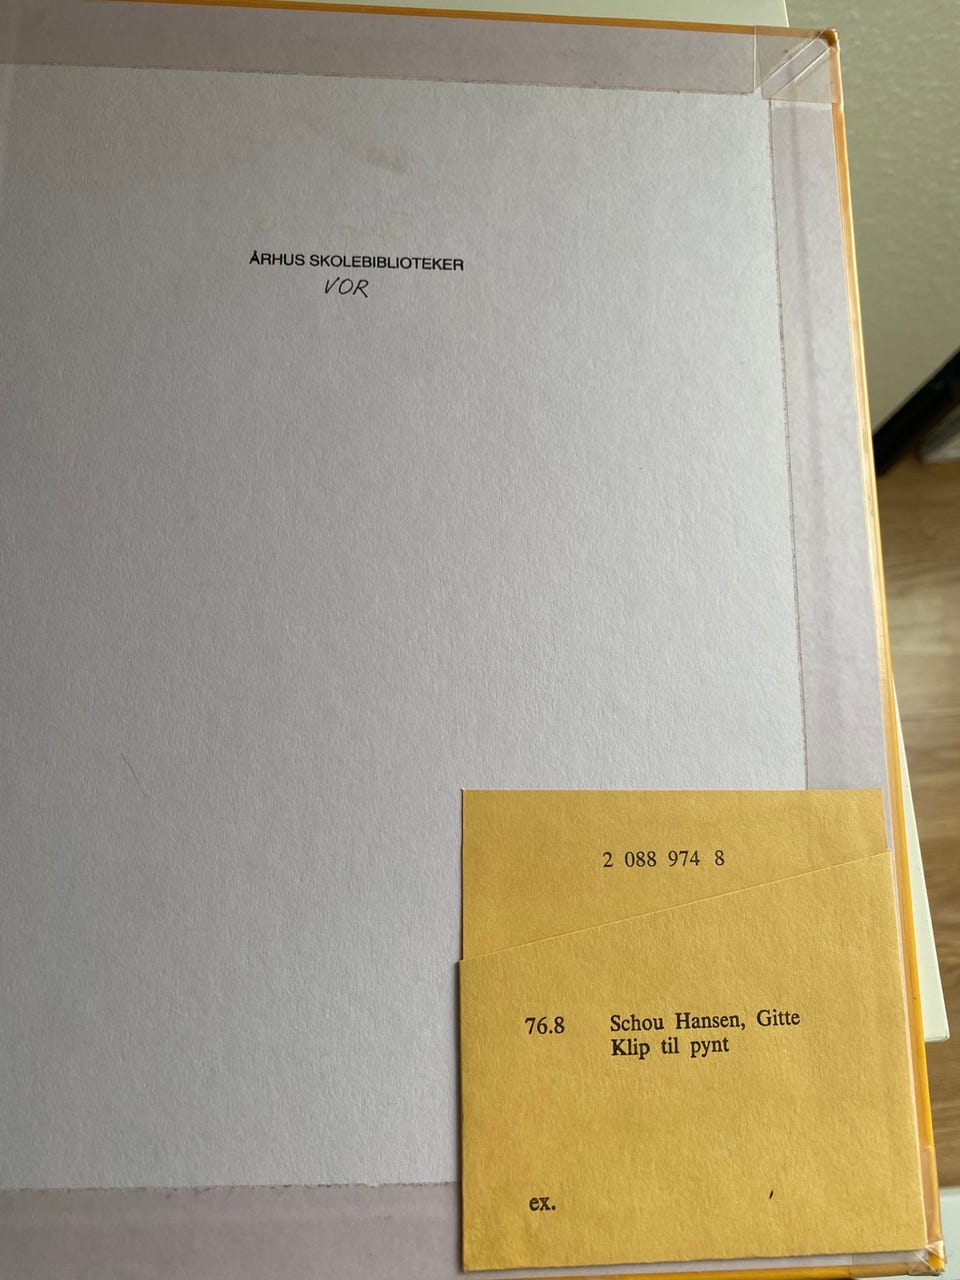 ÅRHUS SKOLEBIBLIOTEKER
VOR
2 088 974 8
76.8 Schou Hansen, Gitte
Klip til pynt
ex.